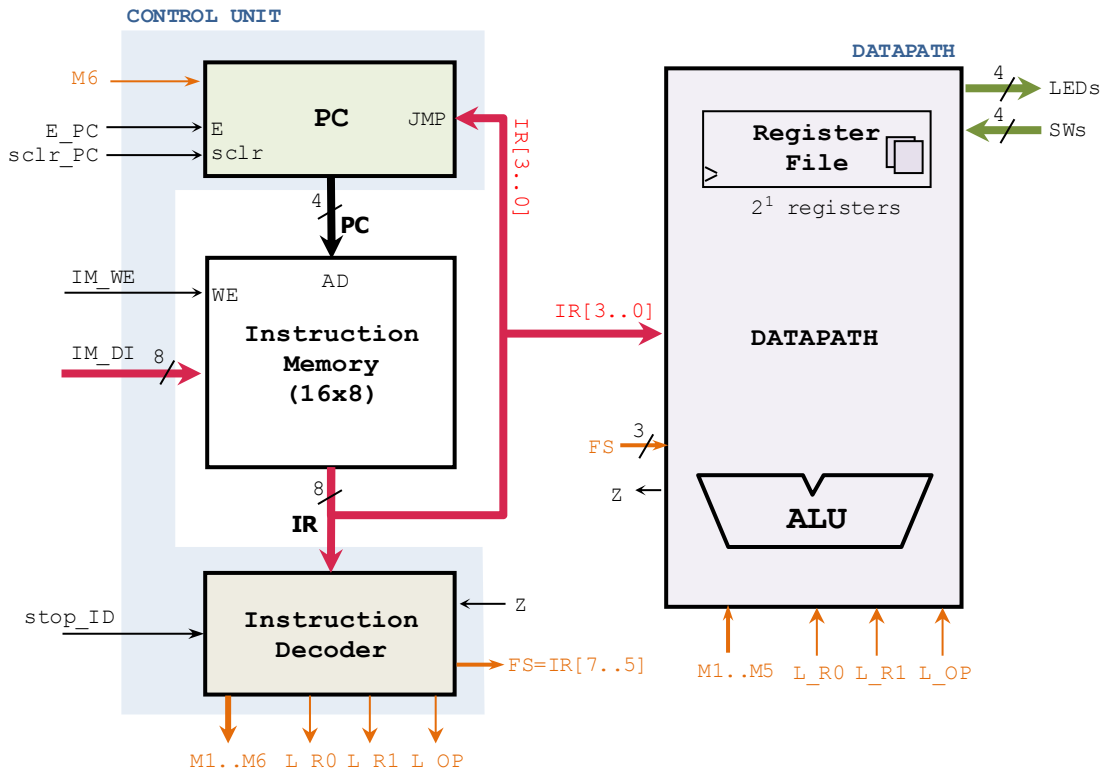 CONTROL UNIT
M6
E_PC
sclr_PC
E
sclr
PC
JMP
IR[3..0]
4
PC
IM_WE
IM_DI
8
WE
AD
Instruction
Memory
(16x8)
IR[3..0]
8
IR
stop_ID
Instruction
Decoder
Z
FS=IR[7..5]
M1..M6
L_R0
L_R1
L_OP
DATAPATH
4
LEDs
4
SWs
Register
File
2¹ registers
DATAPATH
FS
3
Z
ALU
M1..M5
L_R0
L_R1
L_OP